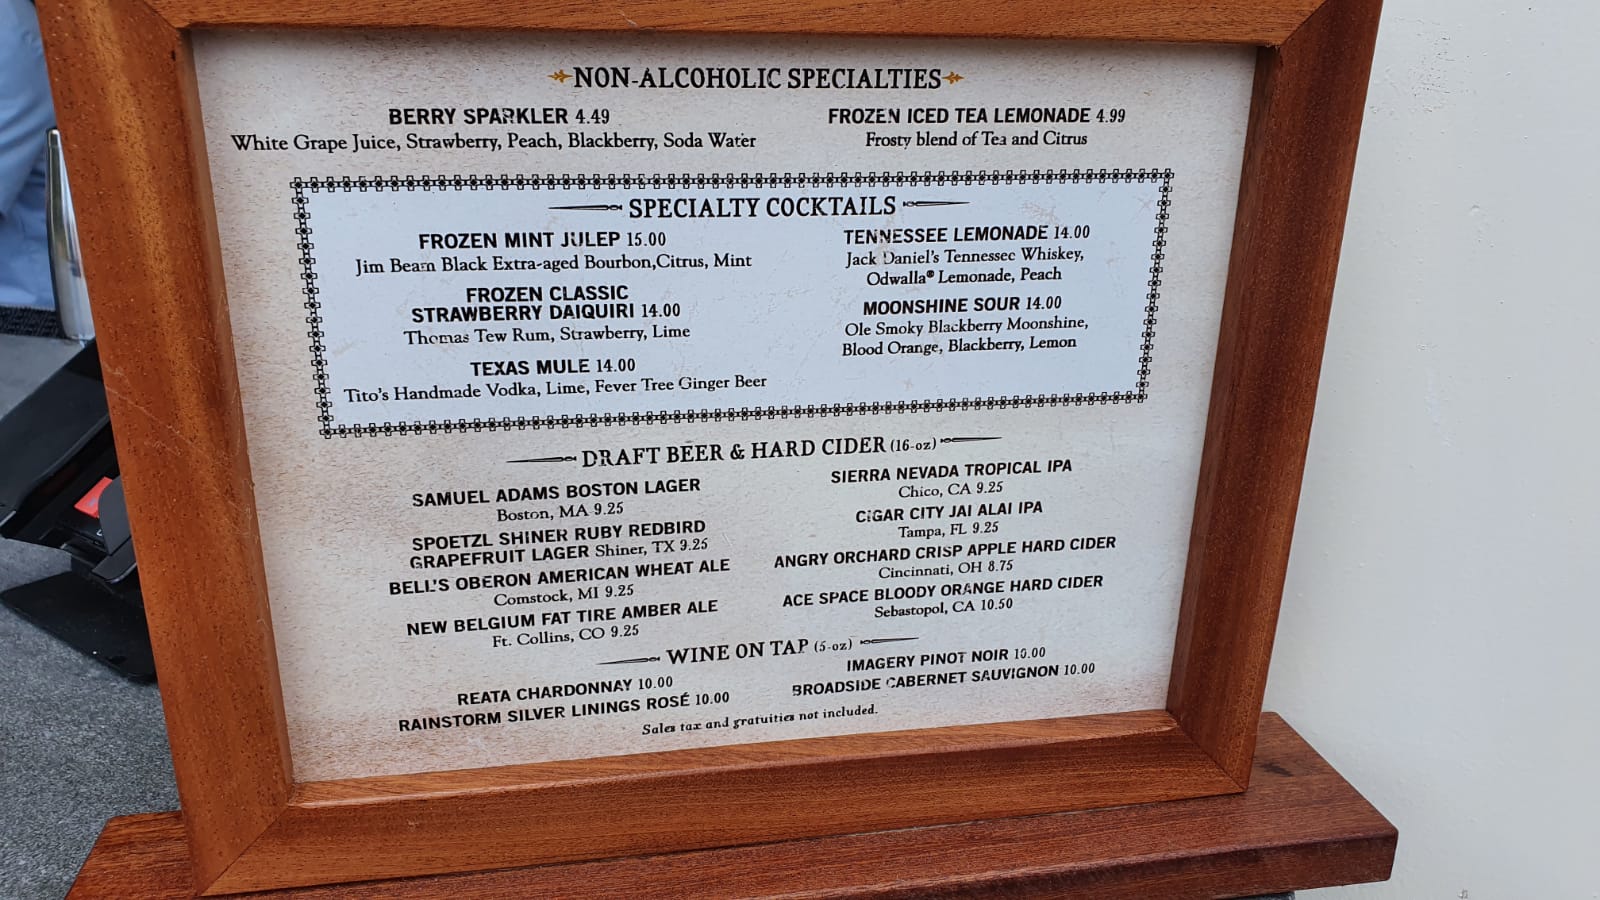 NON-ALCOHOLIC SPECIALTIES
BERRY SPARKLER 4.49
White Grape Juice, Strawberry, Peach, Blackberry, Soda Water
FROZEN ICED TEA LEMONADE 4.99
Frosty blend of Tea and Citrus
SPECIALTY COCKTAILS
FROZEN MINT JULEP 15.00
Jim Beam Black Extra-aged Bourbon,Citrus, Mint
FROZEN CLASSIC
STRAWBERRY DAIQUIRI 14.00
Thomas Tew Rum, Strawberry, Lime
TEXAS MULE 14.00
Tito's Handmade Vodka, Lime, Fever Tree Ginger Beer
TENNESSEE LEMONADE 14.00
Jack Daniel's Tennessee Whiskey,
Odwalla® Lemonade, Peach
MOONSHINE SOUR 14.00
Ole Smoky Blackberry Moonshine,
Blood Orange, Blackberry, Lemon
DRAFT BEER & HARD CIDER (16-oz)
SAMUEL ADAMS BOSTON LAGER
Boston, MA 9.25
SPOETZL SHINER RUBY REDBIRD
GRAPEFRUIT LAGER Shiner, TX 9.25
BELL'S OBERON AMERICAN WHEAT ALE
Comstock, MI 9.25
NEW BELGIUM FAT TIRE AMBER ALE
Ft. Collins, CO 9.25
SIERRA NEVADA TROPICAL IPA
Chico, CA 9.25
CIGAR CITY JAI ALAI IPA
Tampa, FL 9.25
ANGRY ORCHARD CRISP APPLE HARD CIDER
Cincinnati, OH 8.75
ACE SPACE BLOODY ORANGE HARD CIDER
Sebastopol, CA 10.50
WINE ON TAP (5-oz)
REATA CHARDONNAY 10.00
RAINSTORM SILVER LININGS ROSÉ 10.00
IMAGERY PINOT NOIR 10.00
BROADSIDE CABERNET SAUVIGNON 10.00
Sales tax and gratuities not included.